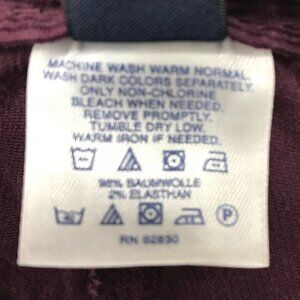 MACHINE WASH WARM NORMAL.
WASH DARK COLORS SEPARATELY.
ONLY NON-CHLORINE
BLEACH WHEN NEEDED.
REMOVE PROMPTLY.
TUMBLE DRY LOW.
WARM IRON IF NEEDED.
98% BAUMWOLLE
2% ELASTHAN
P
RN 52830